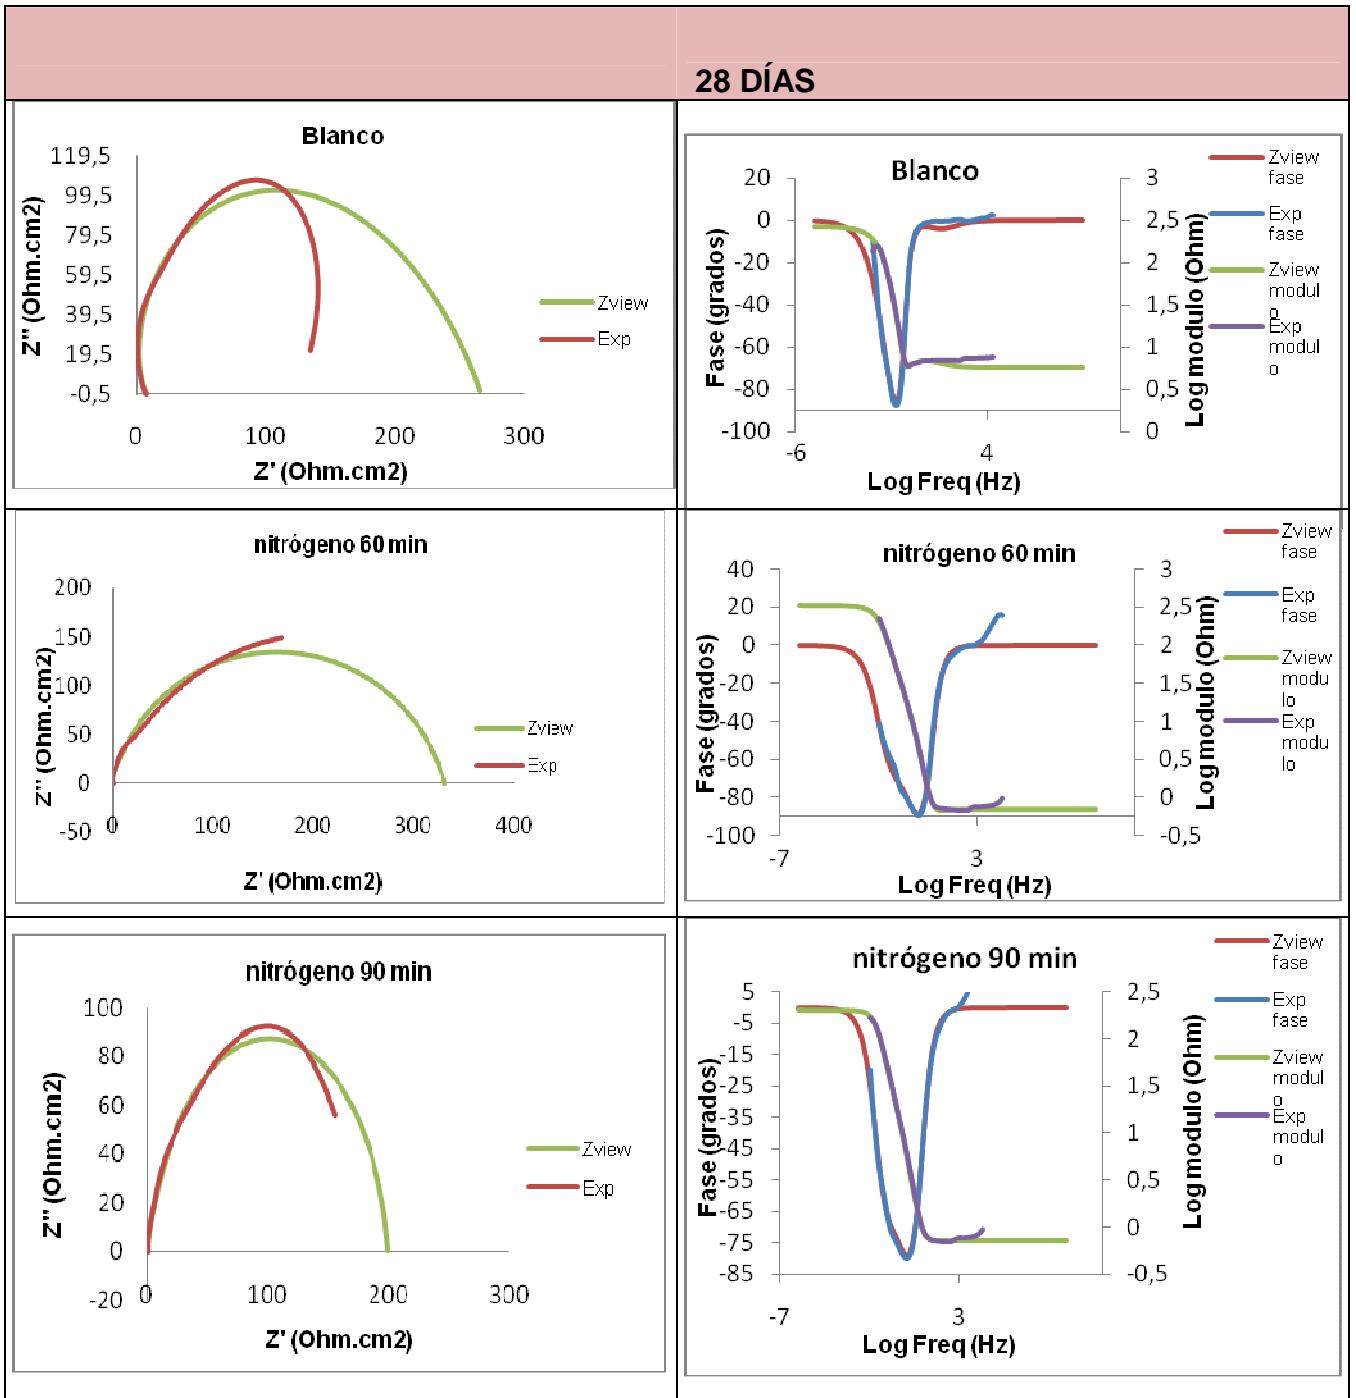 28 DÍAS
Blanco
119,5
99,5
79,5
59,5
39,5
19,5
-0,5
0
100
200
300
Z" (Ohm.cm2)
Z' (Ohm.cm2)
Zview
Exp
Blanco
20
0
-20
-40
-60
-80
-100
3
2,5
2
1,5
1
0,5
0
-6
4
Fase (grados)
Log modulo (Ohm)
Log Freq (Hz)
Zview
fase
Exp
fase
Zview
modul
o
Exp
modul
o
nitrógeno 60 min
200
150
100
50
0
-50
0
100
200
300
400
Z" (Ohm.cm2)
Z' (Ohm.cm2)
Zview
Exp
nitrógeno 60 min
40
20
0
-20
-40
-60
-80
-100
3
2,5
2
1,5
1
0,5
0
-0,5
-7
3
Fase (grados)
Log modulo (Ohm)
Log Freq (Hz)
Zview
fase
Exp
fase
Zview
modu
lo
Exp
modu
lo
nitrógeno 90 min
100
80
60
40
20
0
-20
0
100
200
300
Z" (Ohm.cm2)
Z' (Ohm.cm2)
Zview
Exp
nitrógeno 90 min
5
-5
-15
-25
-35
-45
-55
-65
-75
-85
2,5
2
1,5
1
0,5
0
-0,5
-7
3
Fase (grados)
Log modulo (Ohm)
Log Freq (Hz)
Zview
fase
Exp
fase
Zview
modul
o
Exp
modul
o